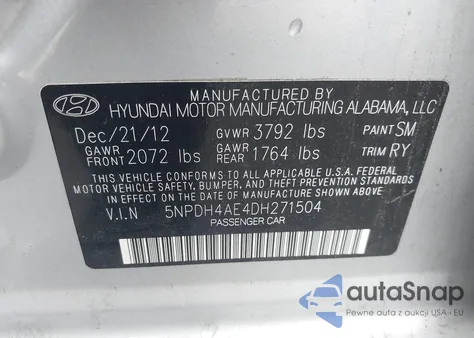 MANUFACTURED BY
HYUNDAI MOTOR MANUFACTURING ALABAMA, LLC
Dec/21/12 GVWR 3792 lbs PAINT SM
GAWR FRONT 2072 lbs GAWR REAR 1764 lbs TRIM RY
THIS VEHICLE CONFORMS TO ALL APPLICABLE U.S.A FEDERAL
MOTOR VEHICLE SAFETY, BUMPER, AND THEFT PREVENTION
STANDARDS IN EFFECT ON THE DATE OF MANUFACTURE SHOWN ABOVE.
V.I.N 5NPDH4AE4DH271504
PASSENGER CAR
autaSnap
Płatny dostęp z aukcji USA - EU